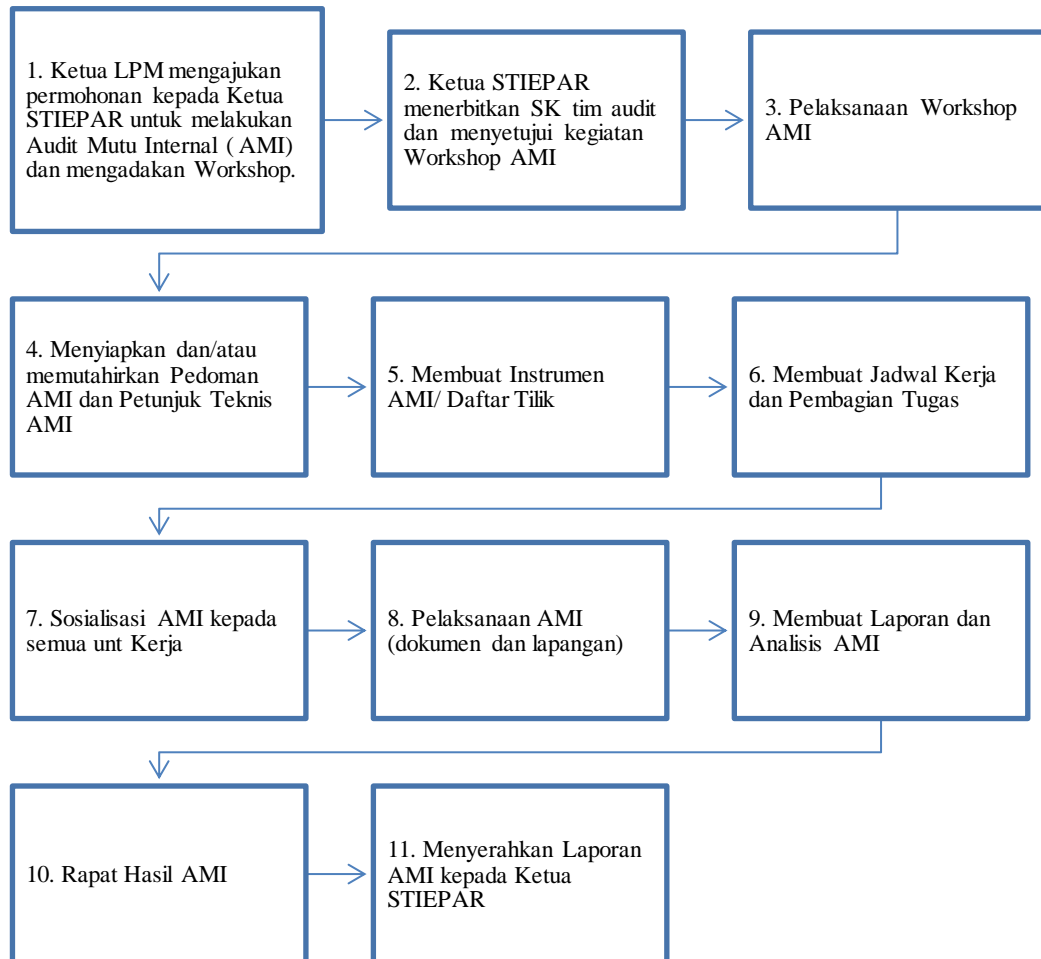 1. Ketua LPM mengajukan
permohonan kepada Ketua
STIEPAR untuk melakukan
Audit Mutu Internal ( AMI)
dan mengadakan Workshop.
2. Ketua STIEPAR
menerbitkan SK tim audit
dan menyetujui kegiatan
Workshop AMI
3. Pelaksanaan Workshop
AMI
4. Menyiapkan dan/atau
memutahirkan Pedoman
AMI dan Petunjuk Teknis
AMI
5. Membuat Instrumen
AMI/ Daftar Tilik
6. Membuat Jadwal Kerja
dan Pembagian Tugas
7. Sosialisasi AMI kepada
semua unt Kerja
8. Pelaksanaan AMI
(dokumen dan lapangan)
9. Membuat Laporan dan
Analisis AMI
10. Rapat Hasil AMI
11. Menyerahkan Laporan
AMI kepada Ketua
STIEPAR